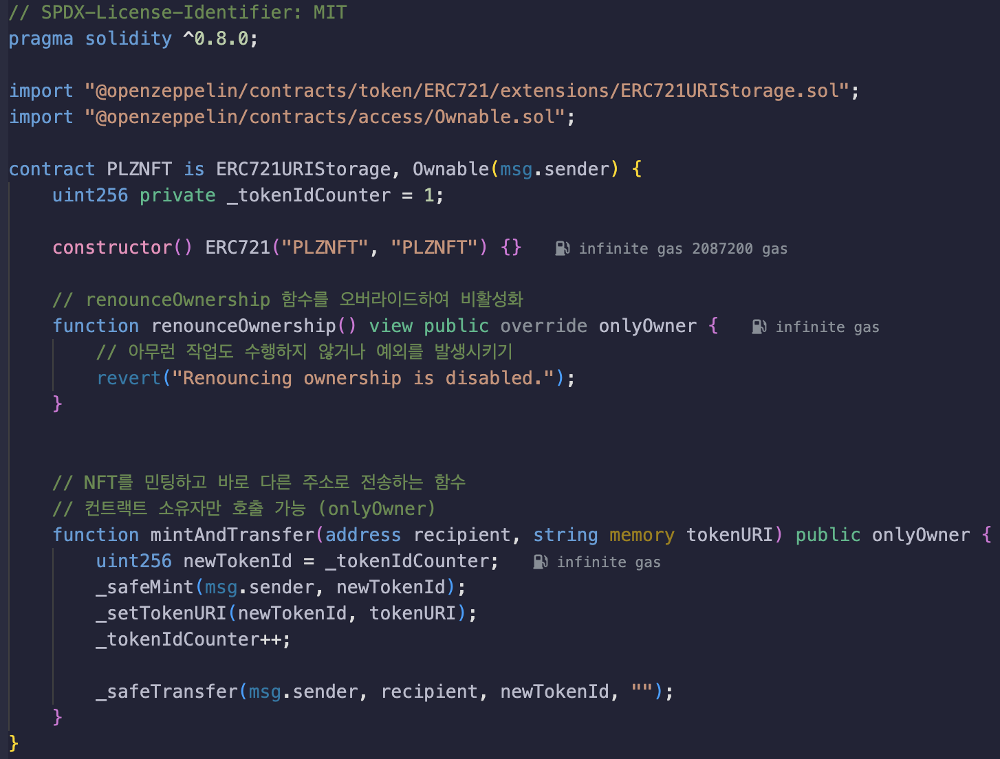 // SPDX-License-Identifier: MIT
pragma solidity ^0.8.0;
import "@openzeppelin/contracts/token/ERC721/extensions/ERC721URIStorage.sol";
import "@openzeppelin/contracts/access/Ownable.sol";
contract PLZNFT is ERC721URIStorage, Ownable(msg.sender) {
uint256 private _tokenIdCounter = 1;
constructor() ERC721("PLZNFT", "PLZNFT") {} infinite gas 2087200 gas
// renounceOwnership 함수를 오버라이드하여 비활성화
function renounceOwnership() view public override onlyOwner { infinite gas
// 아무런 작업도 수행하지 않거나 예외를 발생시키기
revert("Renouncing ownership is disabled.");
}
// NFT를 민팅하고 바로 다른 주소로 전송하는 함수
// 컨트랙트 소유자만 호출 가능 (onlyOwner)
function mintAndTransfer(address recipient, string memory tokenURI) public onlyOwner {
uint256 newTokenId = _tokenIdCounter; infinite gas
_safeMint(msg.sender, newTokenId);
_setTokenURI(newTokenId, tokenURI);
_tokenIdCounter++;
_safeTransfer(msg.sender, recipient, newTokenId, "");
}
}